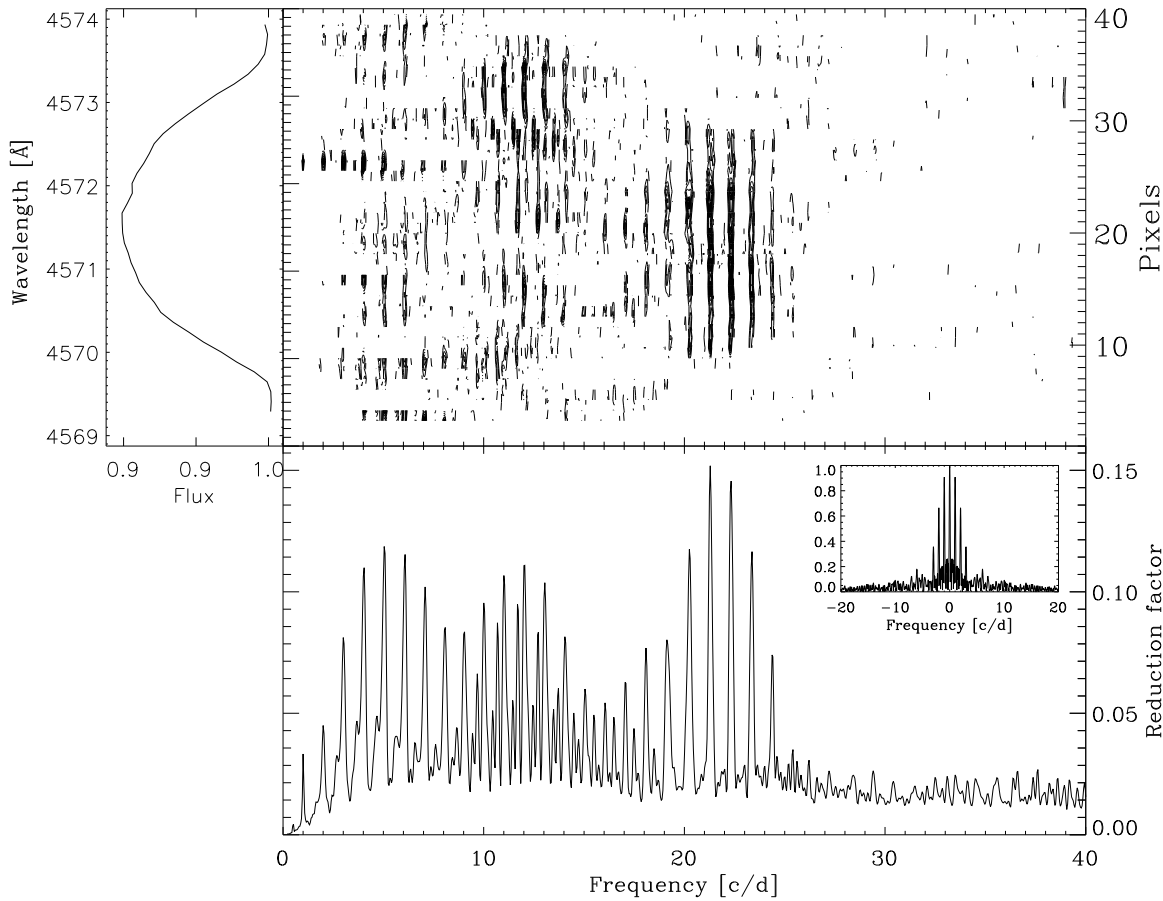 4574
4573
4572
4571
4570
4569
Wavelength [Å]
0.9 0.9 1.0
Flux
40
30
20
10
Pixels
0.15
0.10
0.05
0.00
Reduction factor
1.0
0.8
0.6
0.4
0.2
0.0
-20 -10 0 10 20
Frequency [c/d]
0 10 20 30 40
Frequency [c/d]